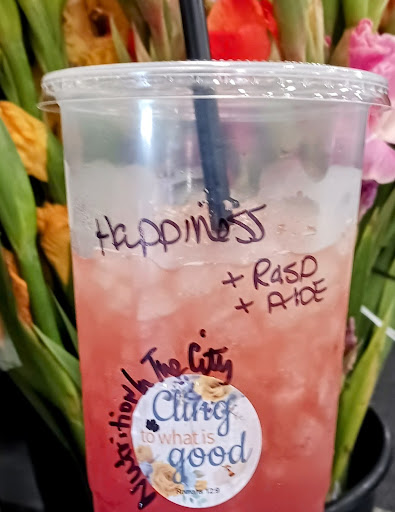 Happiness
+ RasP
+ AlOE
Nutrition In The City
Cling
to what is
good
Romans 12:9